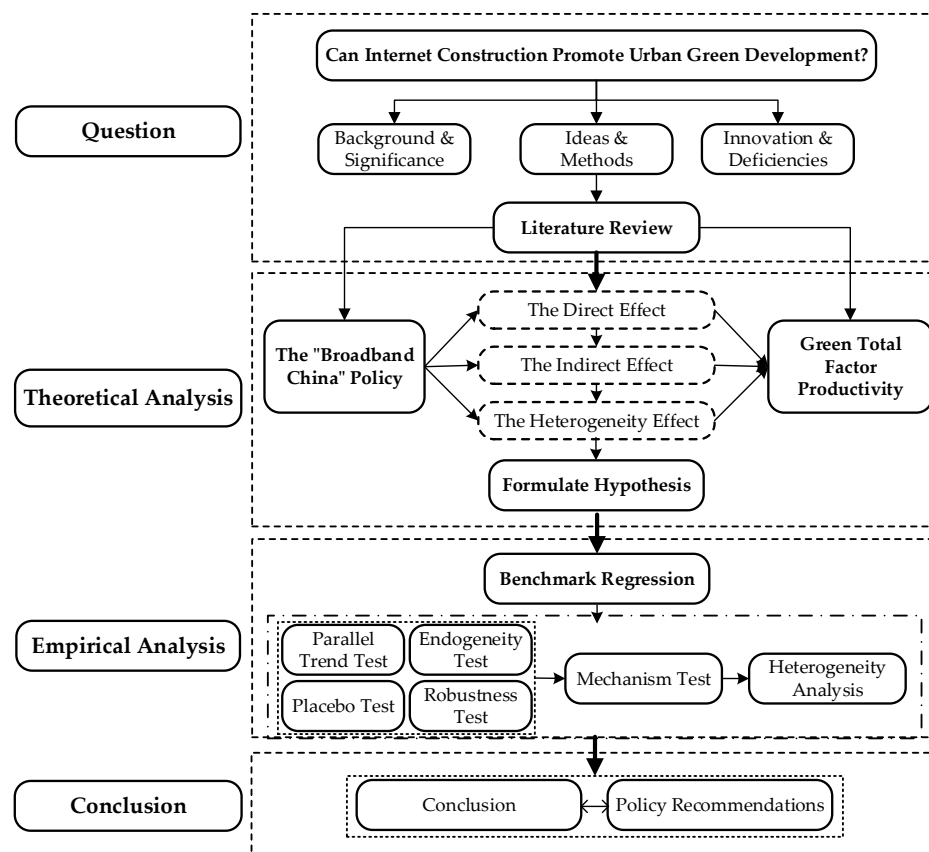 Can Internet Construction Promote Urban Green Development?
Question
Background &
Significance
Ideas &
Methods
Innovation &
Deficiencies
Literature Review
Theoretical Analysis
The "Broadband
China" Policy
The Direct Effect
The Indirect Effect
The Heterogeneity Effect
Green Total
Factor
Productivity
Formulate Hypothesis
Empirical Analysis
Benchmark Regression
Parallel
Trend Test
Endogeneity
Test
Placebo Test
Robustness
Test
Mechanism Test
Heterogeneity
Analysis
Conclusion
Conclusion
Policy Recommendations